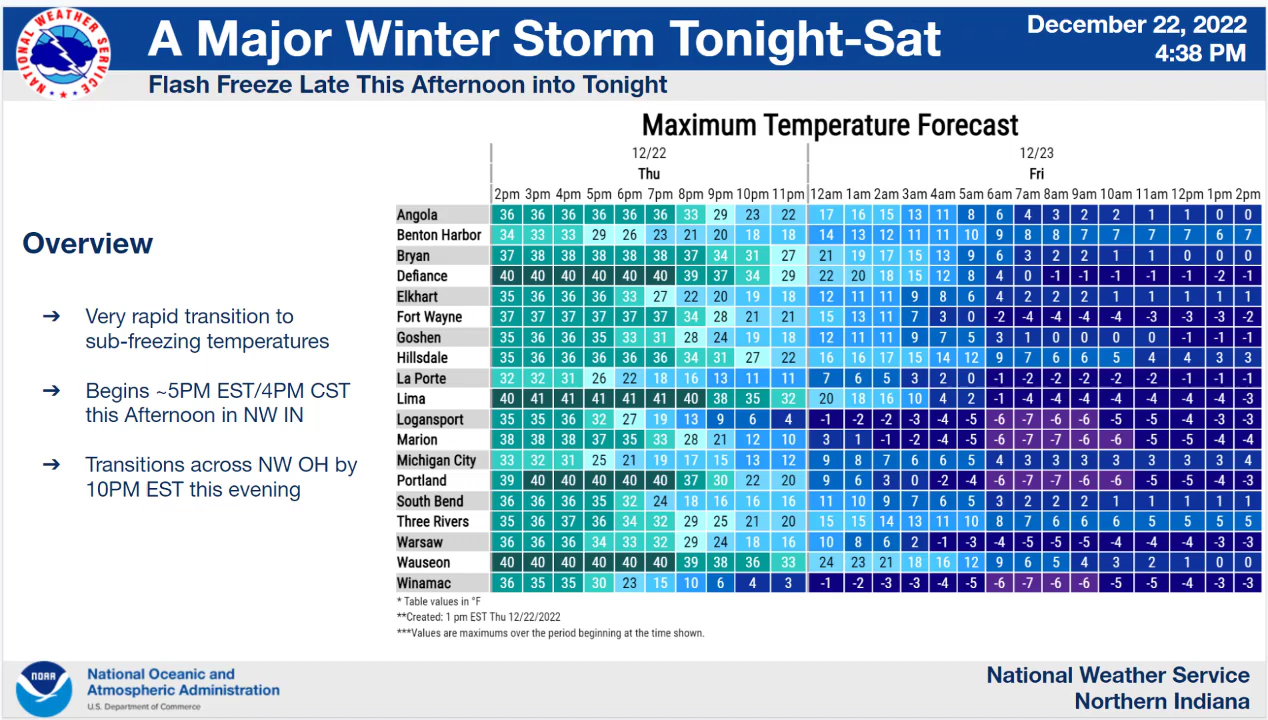 A Major Winter Storm Tonight-Sat
December 22, 2022
4:38 PM
NATIONAL WEATHER SERVICE
Flash Freeze Late This Afternoon into Tonight
Overview
➔ Very rapid transition to
sub-freezing temperatures
➔ Begins ~5PM EST/4PM CST
this Afternoon in NW IN
➔ Transitions across NW OH by
10PM EST this evening
Maximum Temperature Forecast
12/22 12/23
Thu Fri
2pm 3pm 4pm 5pm 6pm 7pm 8pm 9pm 10pm 11pm 12am 1am 2am 3am 4am 5am 6am 7am 8am 9am 10am 11am 12pm 1pm 2pm
Angola 36 36 36 36 36 36 33 29 23 22 17 16 15 13 11 8 6 4 3 2 2 1 1 0 0
Benton Harbor 34 33 33 29 26 23 21 20 18 18 14 13 12 11 11 10 9 8 8 7 7 7 7 6 7
Bryan 37 38 38 38 38 38 37 34 31 27 21 19 17 15 13 9 6 3 2 2 1 1 0 0 0
Defiance 40 40 40 40 40 40 39 37 34 29 22 20 18 15 12 8 4 0 -1 -1 -1 -1 -1 -2 -1
Elkhart 35 36 36 36 33 27 22 20 19 18 12 11 11 9 8 6 4 2 2 2 1 1 1 1 1
Fort Wayne 37 37 37 37 37 37 34 28 21 21 15 13 11 7 3 0 -2 -4 -4 -4 -4 -3 -3 -3 -2
Goshen 35 36 36 35 33 31 28 24 19 18 12 11 11 9 7 5 3 1 0 0 0 0 -1 -1 -1
Hillsdale 35 36 36 36 36 36 34 31 27 22 16 16 17 15 14 12 9 7 6 6 5 4 4 3 3
La Porte 32 32 31 26 22 18 16 13 11 11 7 6 5 3 2 0 -1 -2 -2 -2 -2 -2 -1 -1 -1
Lima 40 41 41 41 41 41 40 38 35 32 20 18 16 10 4 2 -1 -4 -4 -4 -4 -4 -4 -4 -3
Logansport 35 35 36 32 27 19 13 9 6 4 -1 -2 -2 -3 -4 -5 -6 -7 -6 -6 -5 -5 -4 -3 -3
Marion 38 38 38 37 35 33 28 21 12 10 3 1 -1 -2 -4 -5 -6 -7 -6 -6 -6 -5 -5 -4 -4
Michigan City 33 32 31 25 21 19 17 15 13 12 9 8 7 6 6 5 4 3 3 3 3 3 3 3 4
Portland 39 40 40 40 40 40 37 30 22 20 9 6 3 0 -2 -4 -6 -7 -7 -6 -6 -5 -5 -4 -3
South Bend 36 36 36 35 32 24 18 16 16 16 11 10 9 7 6 5 3 2 2 2 1 1 1 1 1
Three Rivers 35 36 37 36 34 32 29 25 21 20 15 15 14 13 11 10 8 7 6 6 6 5 5 5 5
Warsaw 36 36 36 34 33 32 29 24 18 16 10 8 6 2 -1 -3 -4 -5 -5 -5 -4 -4 -4 -3 -3
Wauseon 40 40 40 40 40 40 39 38 36 33 24 23 21 18 16 12 9 6 5 4 3 2 1 0 0
Winamac 36 35 35 30 23 15 10 6 4 3 -1 -2 -3 -3 -4 -5 -6 -7 -6 -6 -5 -5 -4 -3 -3
* Table values in °F
**Created: 1 pm EST Thu 12/22/2022
***Values are maximums over the period beginning at the time shown.
NOAA
National Oceanic and
Atmospheric Administration
U.S. Department of Commerce
National Weather Service
Northern Indiana